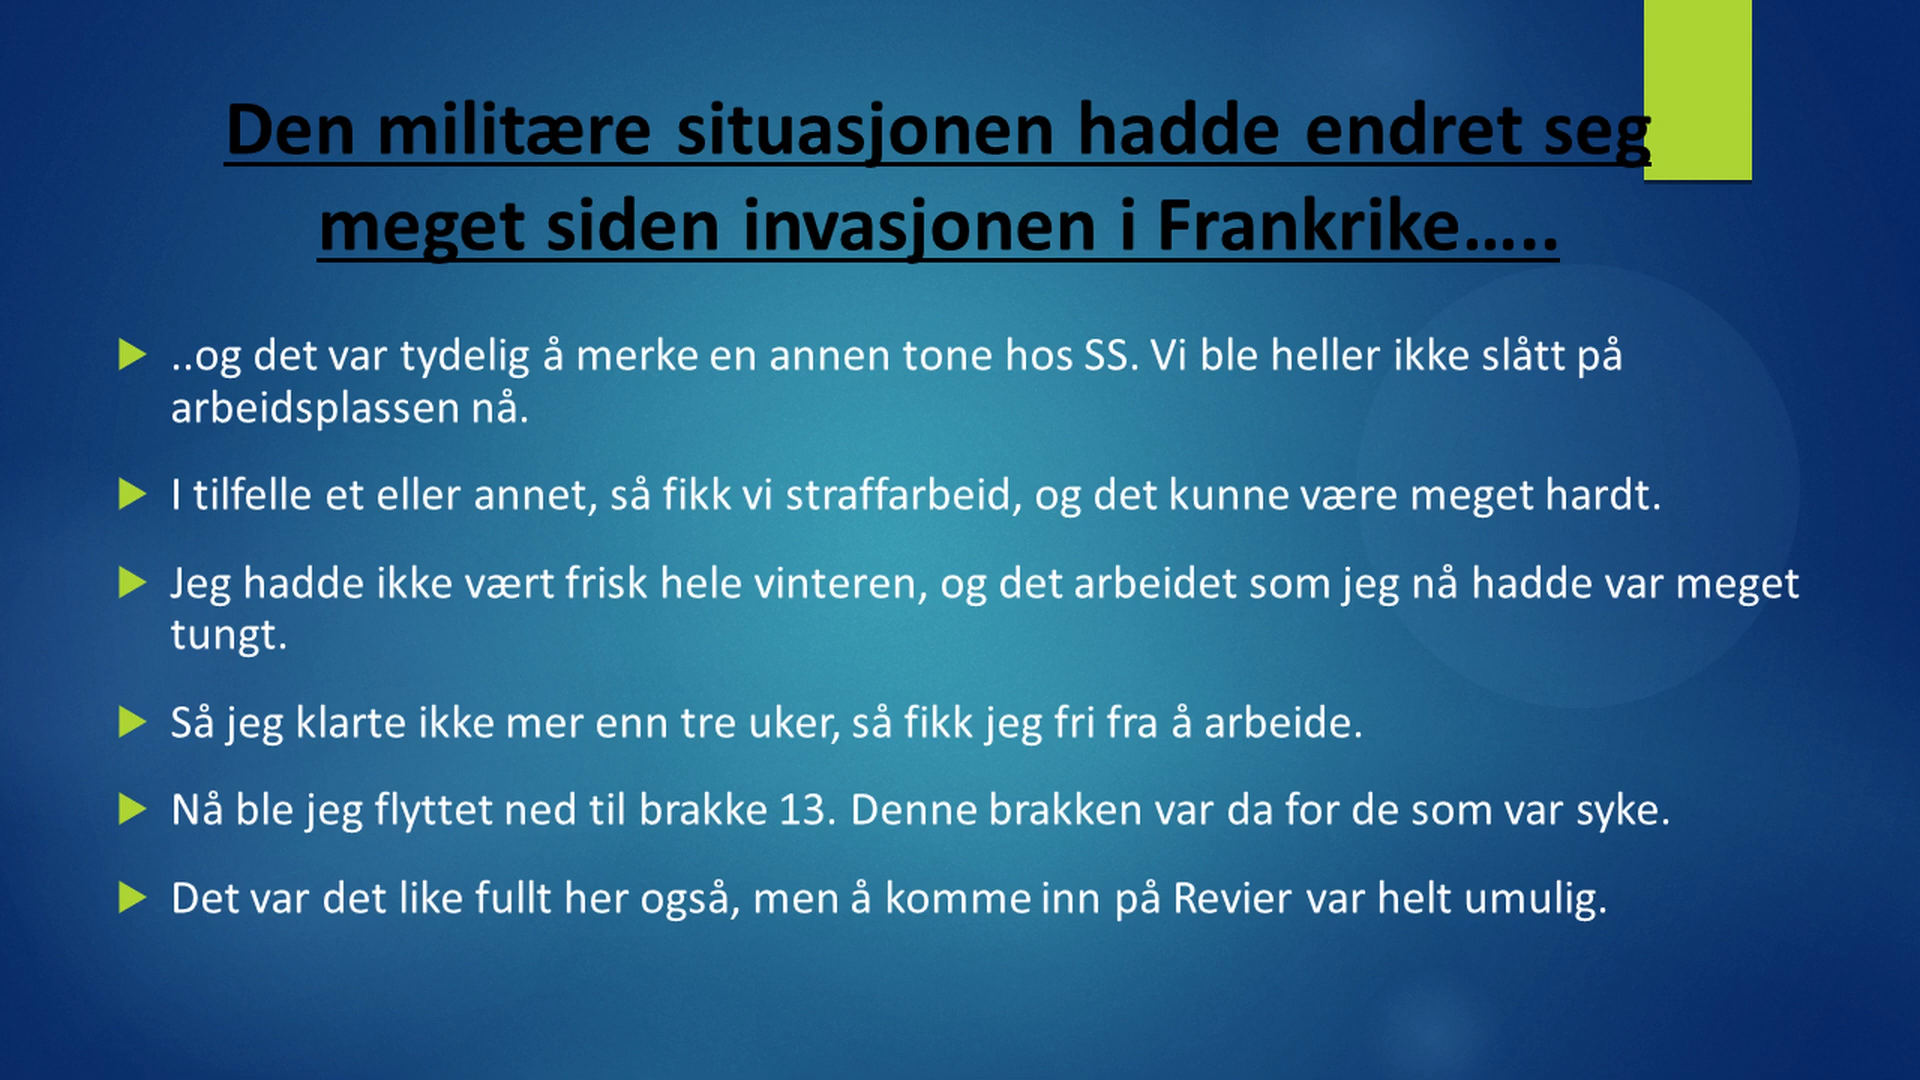 Den militære situasjonen hadde endret seg
meget siden invasjonen i Frankrike…..
..og det var tydelig å merke en annen tone hos SS. Vi ble heller ikke slått på
arbeidsplassen nå.
I tilfelle et eller annet, så fikk vi straffarbeid, og det kunne være meget hardt.
Jeg hadde ikke vært frisk hele vinteren, og det arbeidet som jeg nå hadde var meget
tungt.
Så jeg klarte ikke mer enn tre uker, så fikk jeg fri fra å arbeide.
Nå ble jeg flyttet ned til brakke 13. Denne brakken var da for de som var syke.
Det var det like fullt her også, men å komme inn på Revier var helt umulig.